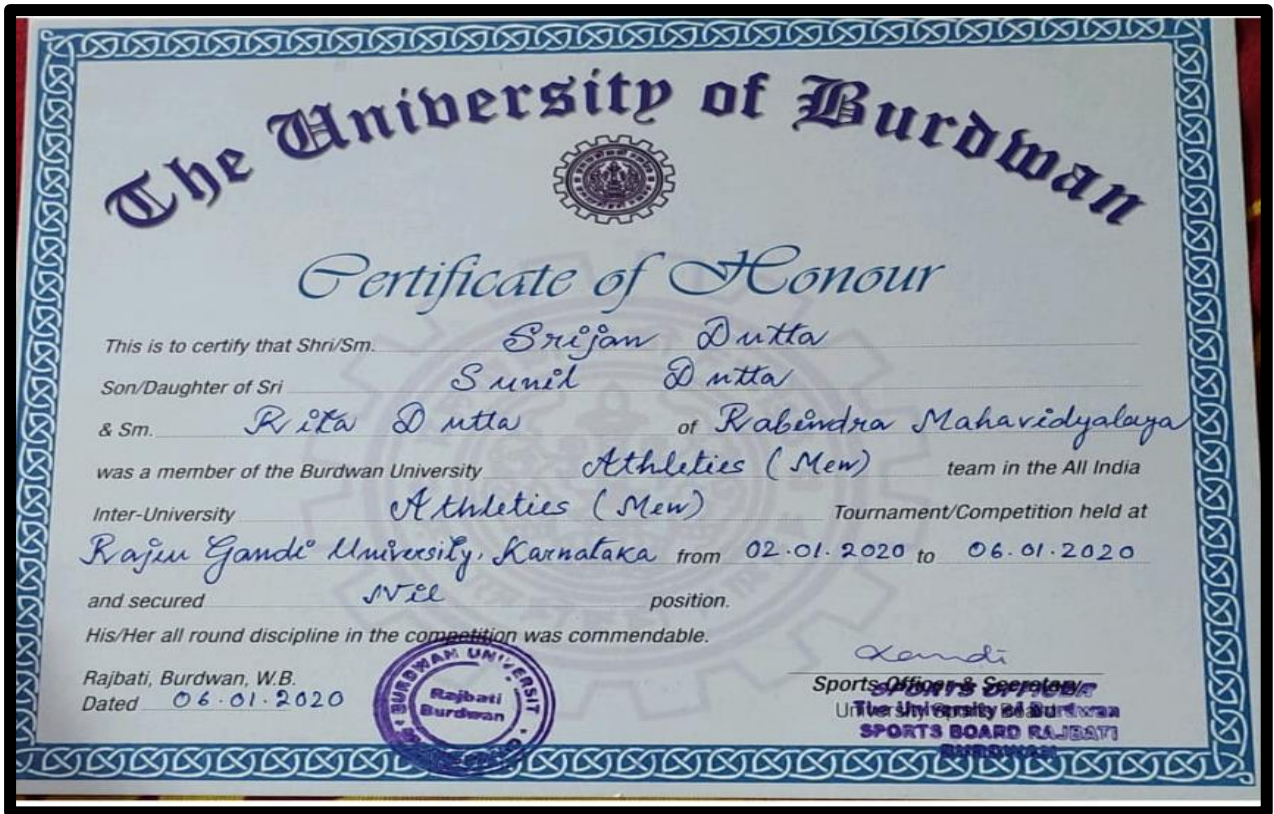 The University of Burdwan
Certificate of Honour
This is to certify that Shri/Sm. Srijan Dutta
Son/Daughter of Sri Sunil Dutta
& Sm. Rita Dutta of Rabindra Mahavidyalaya
was a member of the Burdwan University Athleties (Men) team in the All India
Inter-University Athleties (Men) Tournament/Competition held at
Rajiv Gandi University, Karnataka from 02.01.2020 to 06.01.2020
and secured Nil position.
His/Her all round discipline in the competition was commendable.
Rajbati, Burdwan, W.B.
Dated 06.01.2020
BURDWAN UNIVERSIT
Rajbati
Burdwan
Sports Officer & Secretary
SPORTS OFFICER
University Sports Board
The University of Burdwan
SPORTS BOARD RAJBATI
BURDWAN